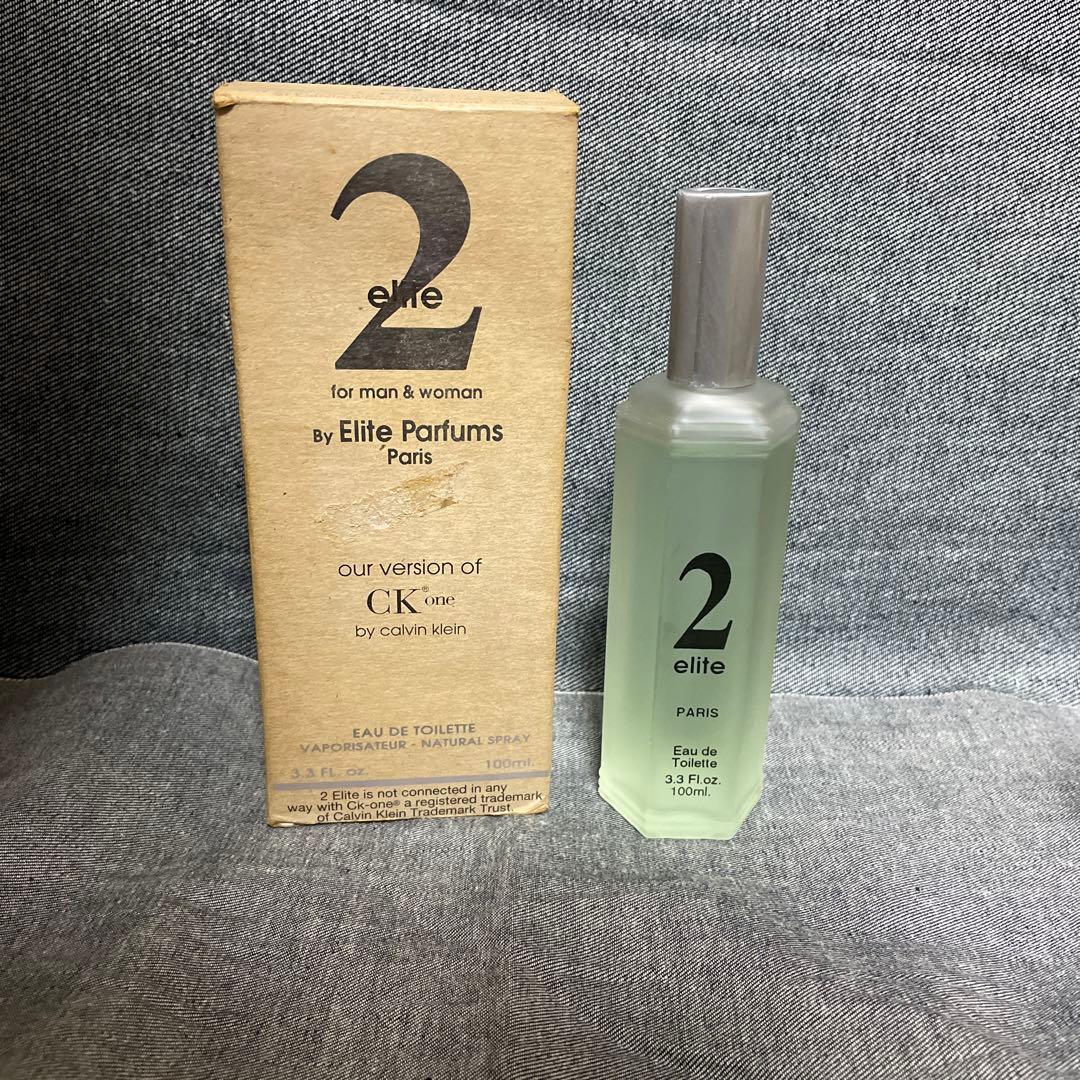 2
elite
for man & woman
By Elite Parfums
Paris
our version of
CK® one
by calvin klein
EAU DE TOILETTE
VAPORISATEUR - NATURAL SPRAY
3.3 FL. oz. 100ml.
2 Elite is not connected in any
way with Ck-one® a registered trademark
of Calvin Klein Trademark Trust.
2
elite
PARIS
Eau de
Toilette
3.3 Fl.oz.
100ml.